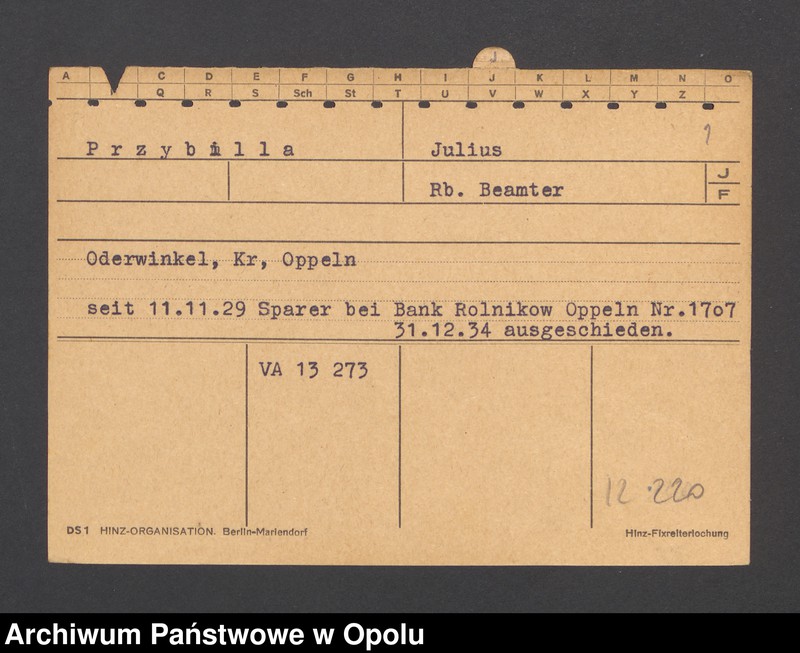 J
A C D E F G H I J K L M N O
Q R S Sch St T U V W X Y Z
P r z y b i l l a Julius
Rb. Beamter J
F
Oderwinkel, Kr, Oppeln
seit 11.11.29 Sparer bei Bank Rolnikow Oppeln Nr.17o7
31.12.34 ausgeschieden.
VA 13 273
12.220
DS1 HINZ-ORGANISATION. Berlin-Mariendorf Hinz-Fixreiterlochung
Archiwum Państwowe w Opolu